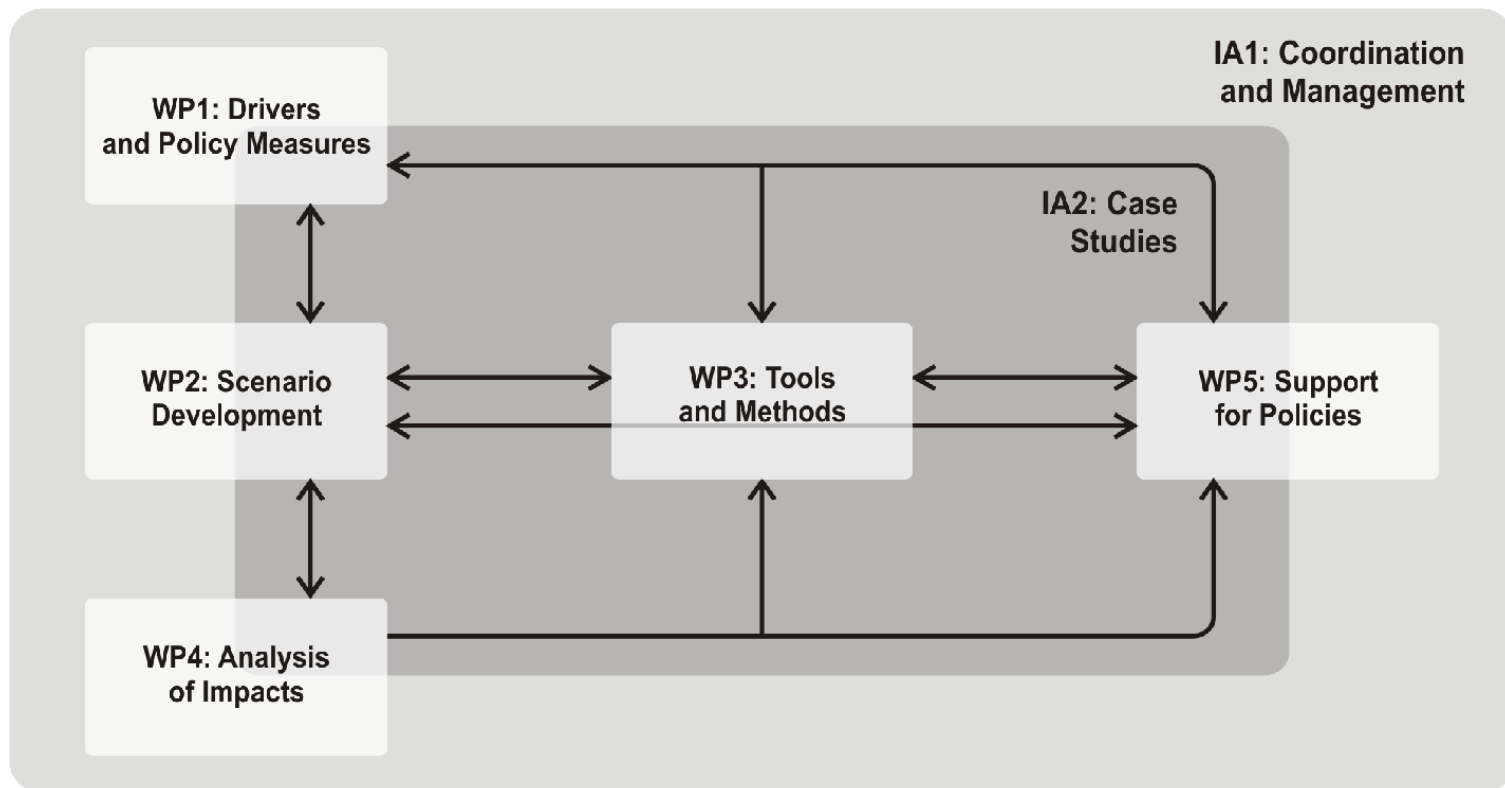 IA1: Coordination
and Management
WP1: Drivers
and Policy Measures
IA2: Case
Studies
WP2: Scenario
Development
WP3: Tools
and Methods
WP5: Support
for Policies
WP4: Analysis
of Impacts